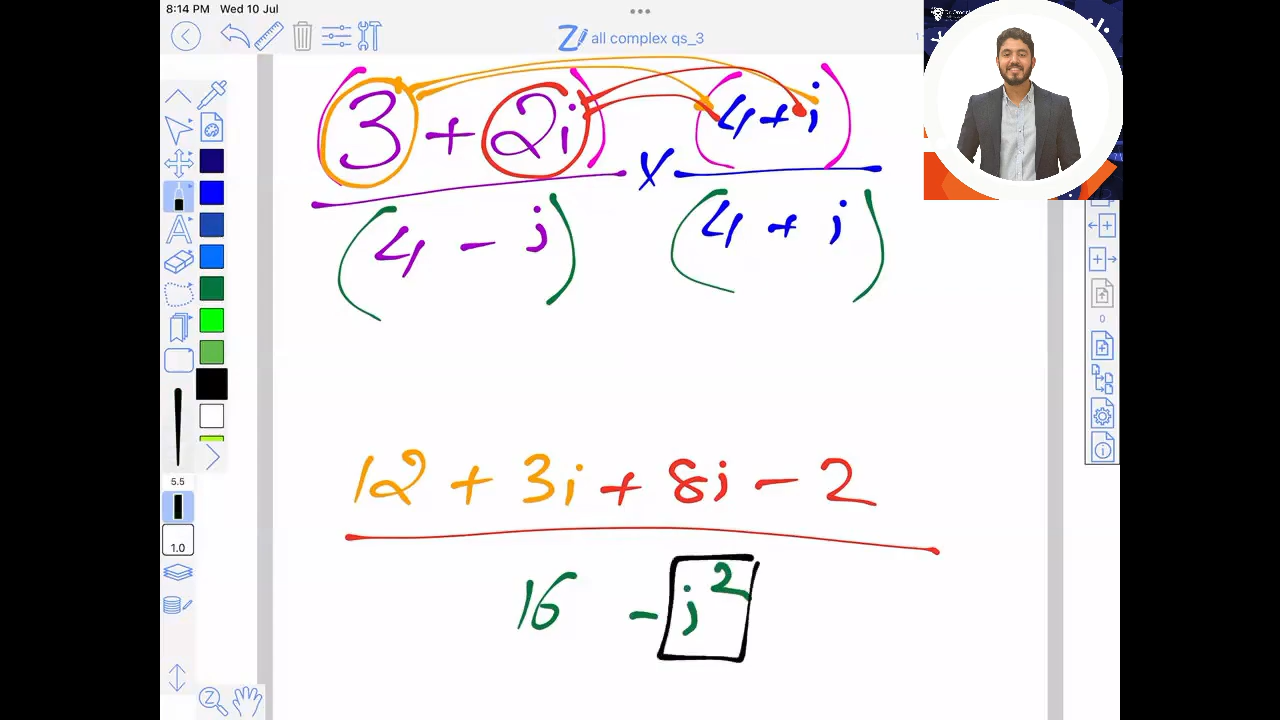 8:14 PM Wed 10 Jul
all complex qs_3
(3 + 2i) x (4 + i)
(4 - i) (4 + i)
12 + 3i + 8i - 2
16 - i²
5.5
1.0
0